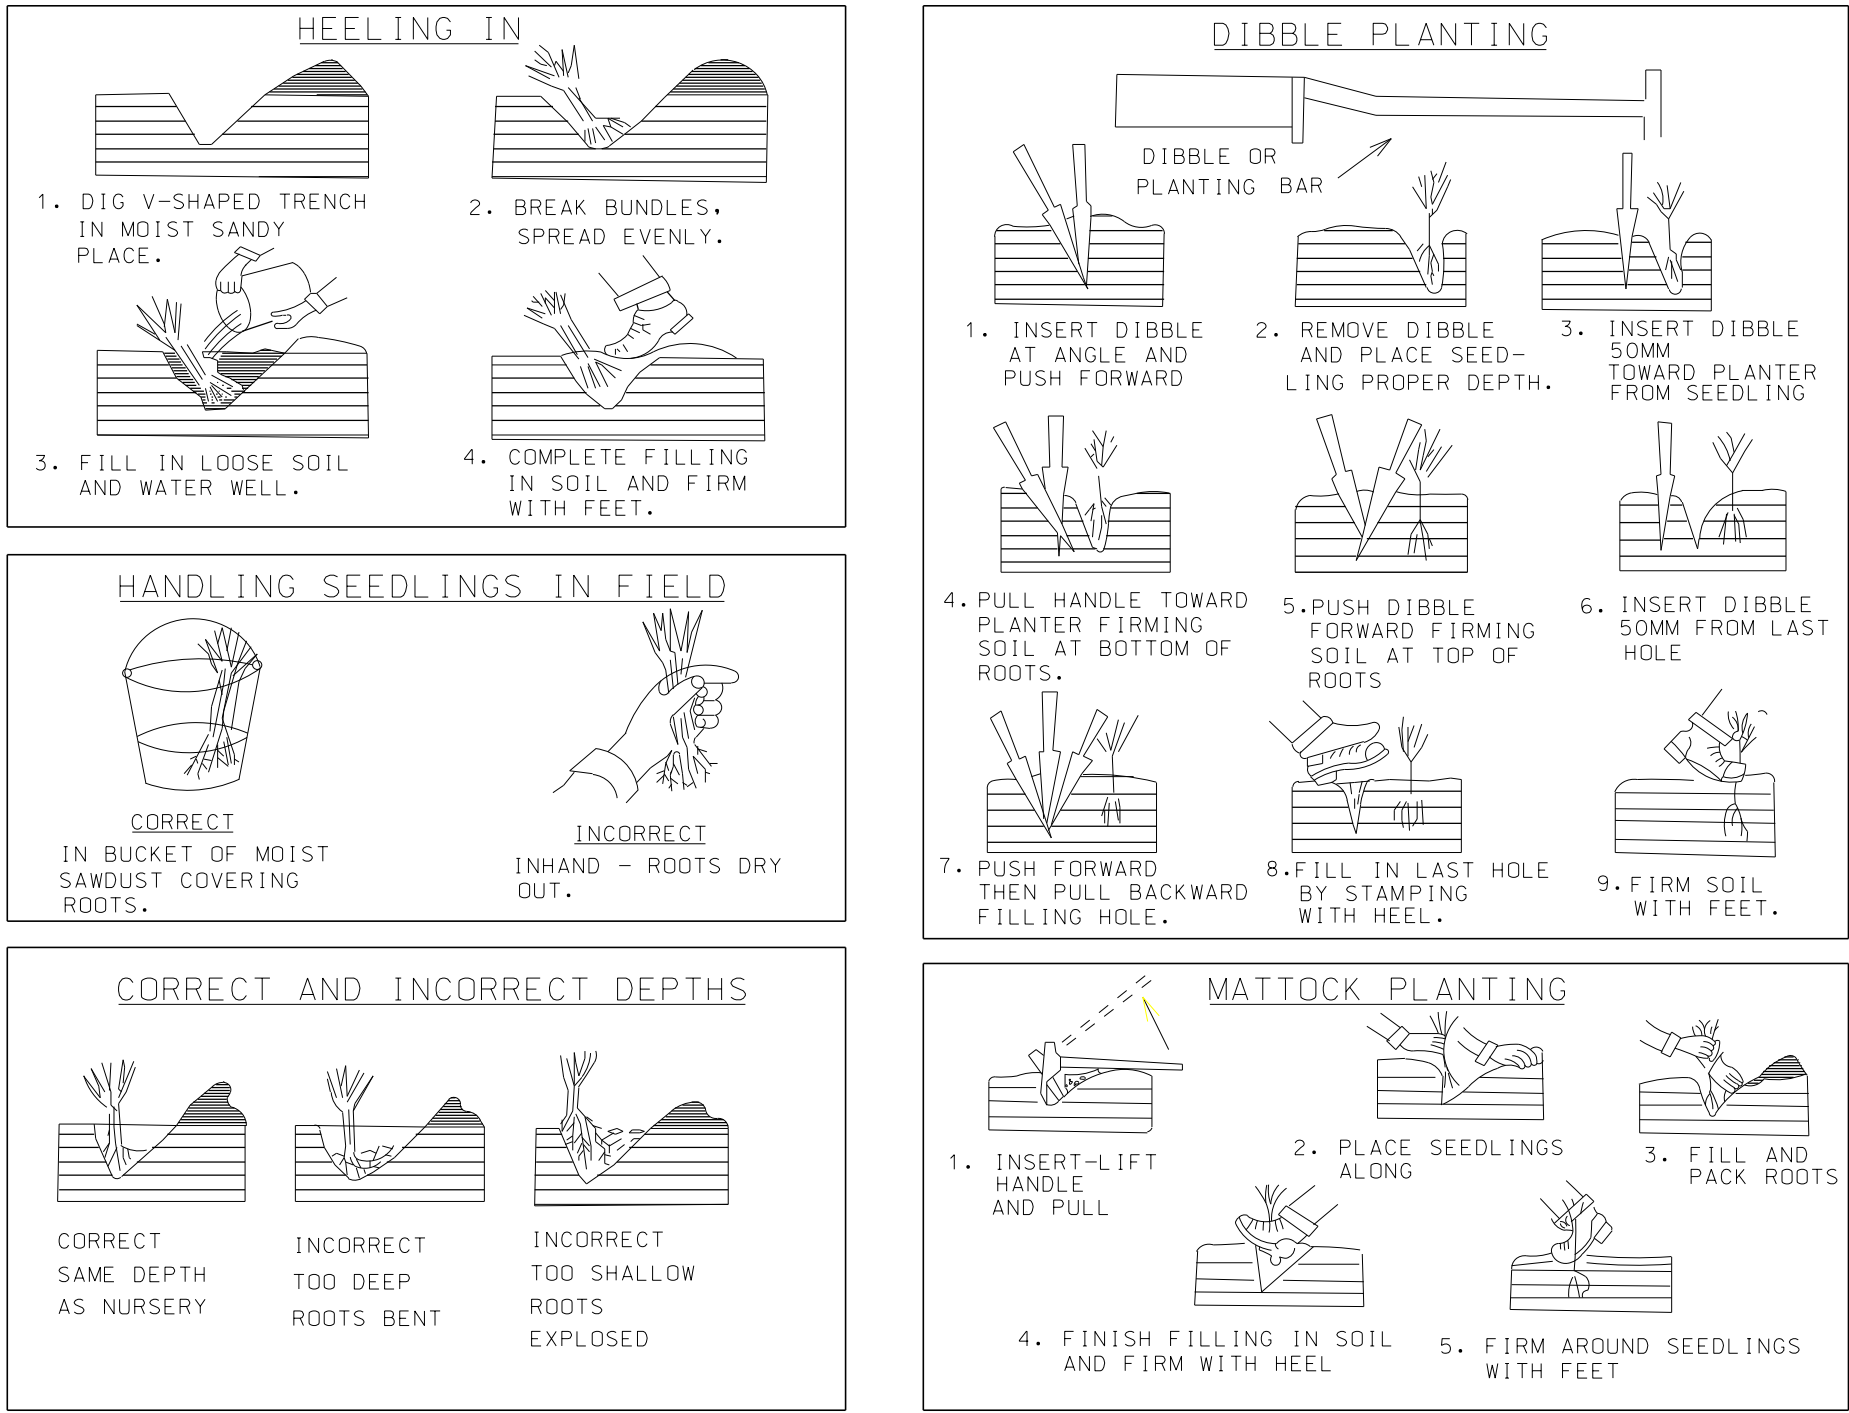 HEELING IN
1. DIG V-SHAPED TRENCH
IN MOIST SANDY
PLACE.
2. BREAK BUNDLES,
SPREAD EVENLY.
3. FILL IN LOOSE SOIL
AND WATER WELL.
4. COMPLETE FILLING
IN SOIL AND FIRM
WITH FEET.
HANDLING SEEDLINGS IN FIELD
CORRECT
IN BUCKET OF MOIST
SAWDUST COVERING
ROOTS.
INCORRECT
INHAND - ROOTS DRY
OUT.
CORRECT AND INCORRECT DEPTHS
CORRECT
SAME DEPTH
AS NURSERY
INCORRECT
TOO DEEP
ROOTS BENT
INCORRECT
TOO SHALLOW
ROOTS
EXPLOSED
DIBBLE PLANTING
DIBBLE OR
PLANTING BAR
1. INSERT DIBBLE
AT ANGLE AND
PUSH FORWARD
2. REMOVE DIBBLE
AND PLACE SEED-
LING PROPER DEPTH.
3. INSERT DIBBLE
50MM
TOWARD PLANTER
FROM SEEDLING
4. PULL HANDLE TOWARD
PLANTER FIRMING
SOIL AT BOTTOM OF
ROOTS.
5. PUSH DIBBLE
FORWARD FIRMING
SOIL AT TOP OF
ROOTS
6. INSERT DIBBLE
50MM FROM LAST
HOLE
7. PUSH FORWARD
THEN PULL BACKWARD
FILLING HOLE.
8. FILL IN LAST HOLE
BY STAMPING
WITH HEEL.
9. FIRM SOIL
WITH FEET.
MATTOCK PLANTING
1. INSERT-LIFT
HANDLE
AND PULL
2. PLACE SEEDLINGS
ALONG
3. FILL AND
PACK ROOTS
4. FINISH FILLING IN SOIL
AND FIRM WITH HEEL
5. FIRM AROUND SEEDLINGS
WITH FEET